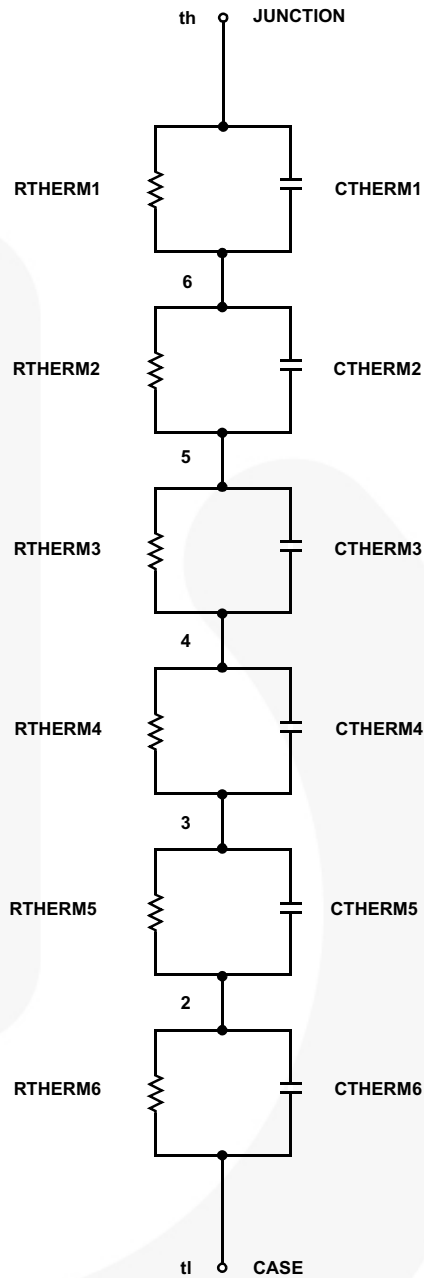 th JUNCTION
RTHERM1 CTHERM1
6
RTHERM2 CTHERM2
5
RTHERM3 CTHERM3
4
RTHERM4 CTHERM4
3
RTHERM5 CTHERM5
2
RTHERM6 CTHERM6
tl CASE